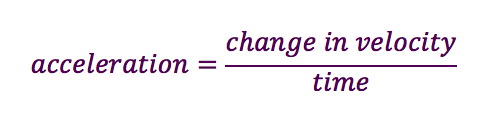 acceleration = change in velocity / time